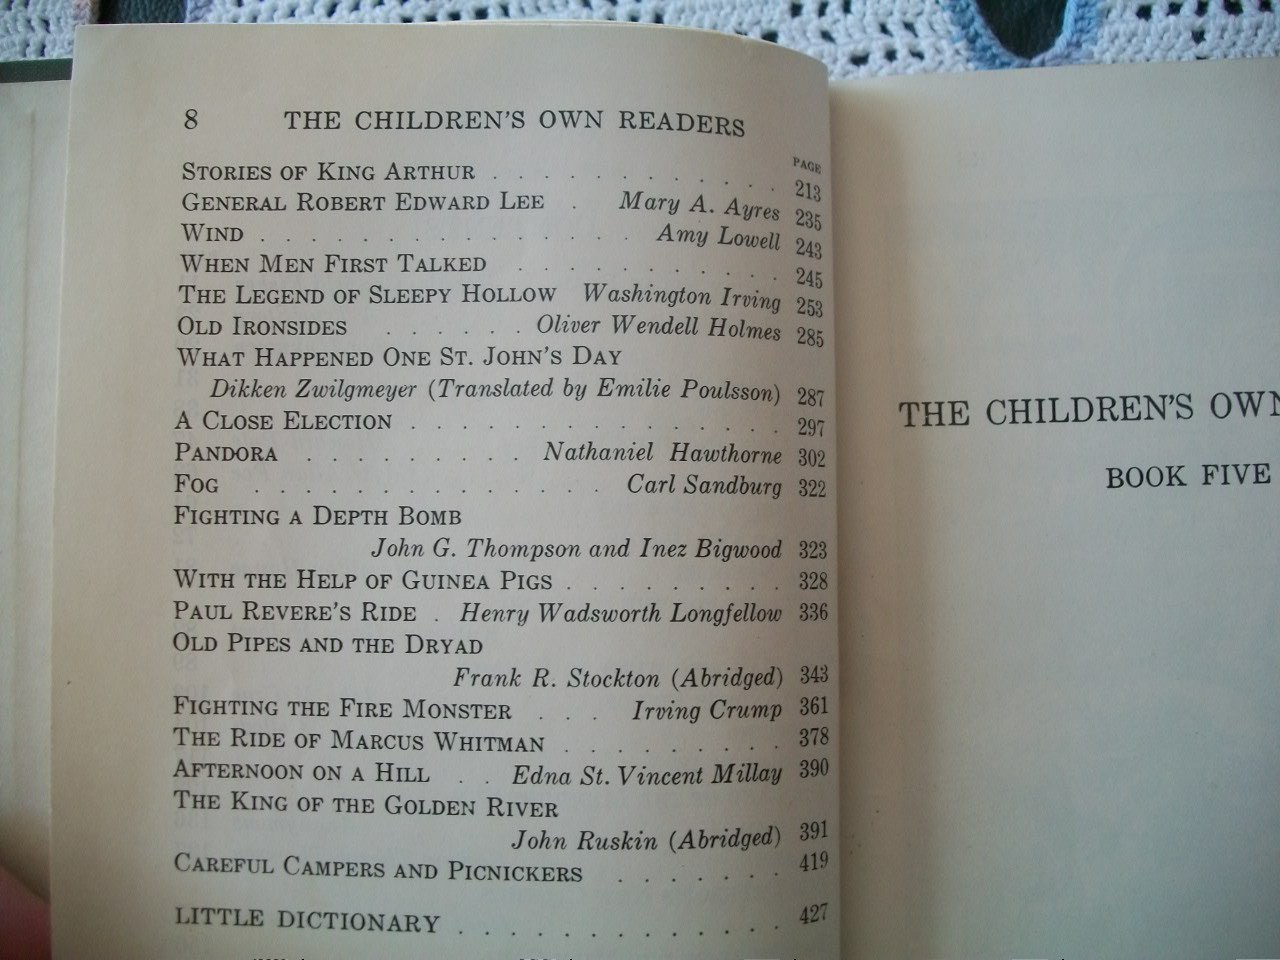 8 THE CHILDREN'S OWN READERS
PAGE
STORIES OF KING ARTHUR . . . . . . . . . . . . 213
GENERAL ROBERT EDWARD LEE . Mary A. Ayres 235
WIND . . . . . . . . . . . . . . . . Amy Lowell 243
WHEN MEN FIRST TALKED . . . . . . . . . . . 245
THE LEGEND OF SLEEPY HOLLOW Washington Irving 253
OLD IRONSIDES . . . . . . Oliver Wendell Holmes 285
WHAT HAPPENED ONE ST. JOHN'S DAY
Dikken Zwilgmeyer (Translated by Emilie Poulsson) 287
A CLOSE ELECTION . . . . . . . . . . . . . . . 297
PANDORA . . . . . . . . . Nathaniel Hawthorne 302
FOG . . . . . . . . . . . . . . Carl Sandburg 322
FIGHTING A DEPTH BOMB
John G. Thompson and Inez Bigwood 323
WITH THE HELP OF GUINEA PIGS . . . . . . . . . 328
PAUL REVERE'S RIDE . Henry Wadsworth Longfellow 336
OLD PIPES AND THE DRYAD
Frank R. Stockton (Abridged) 343
FIGHTING THE FIRE MONSTER . . . Irving Crump 361
THE RIDE OF MARCUS WHITMAN . . . . . . . . . 378
AFTERNOON ON A HILL . . Edna St. Vincent Millay 390
THE KING OF THE GOLDEN RIVER
John Ruskin (Abridged) 391
CAREFUL CAMPERS AND PICNICKERS . . . . . . . 419
LITTLE DICTIONARY . . . . . . . . . . . . . 427
THE CHILDREN'S OWN
BOOK FIVE